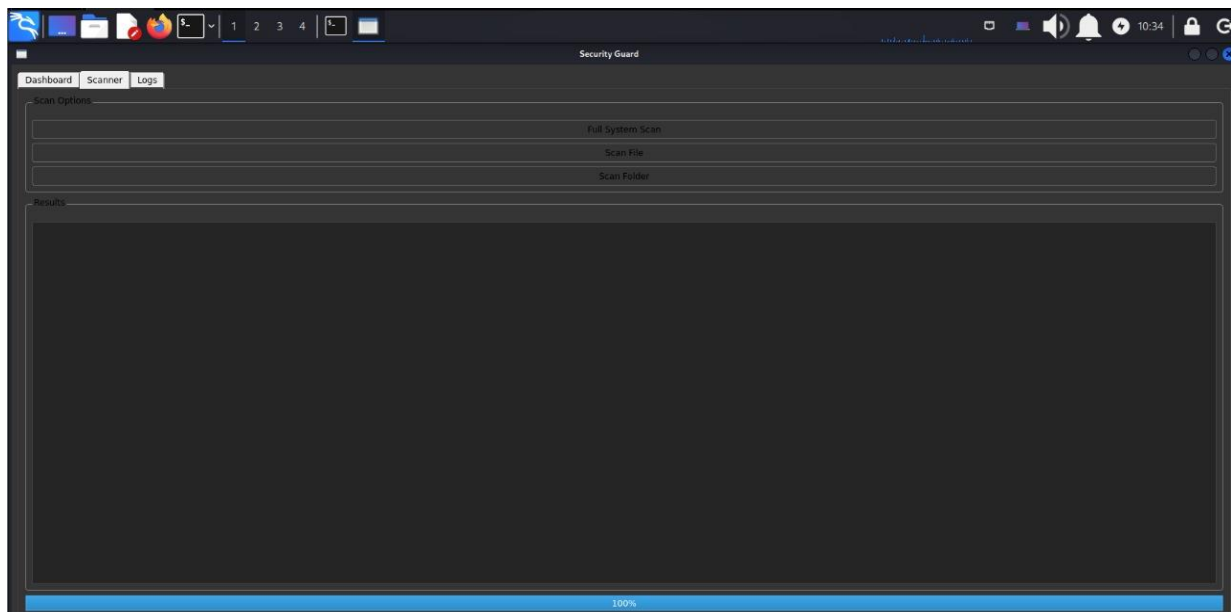 1 2 3 4 10:34
Security Guard
Dashboard Scanner Logs
Scan Options
Full System Scan
Scan File
Scan Folder
Results
100%